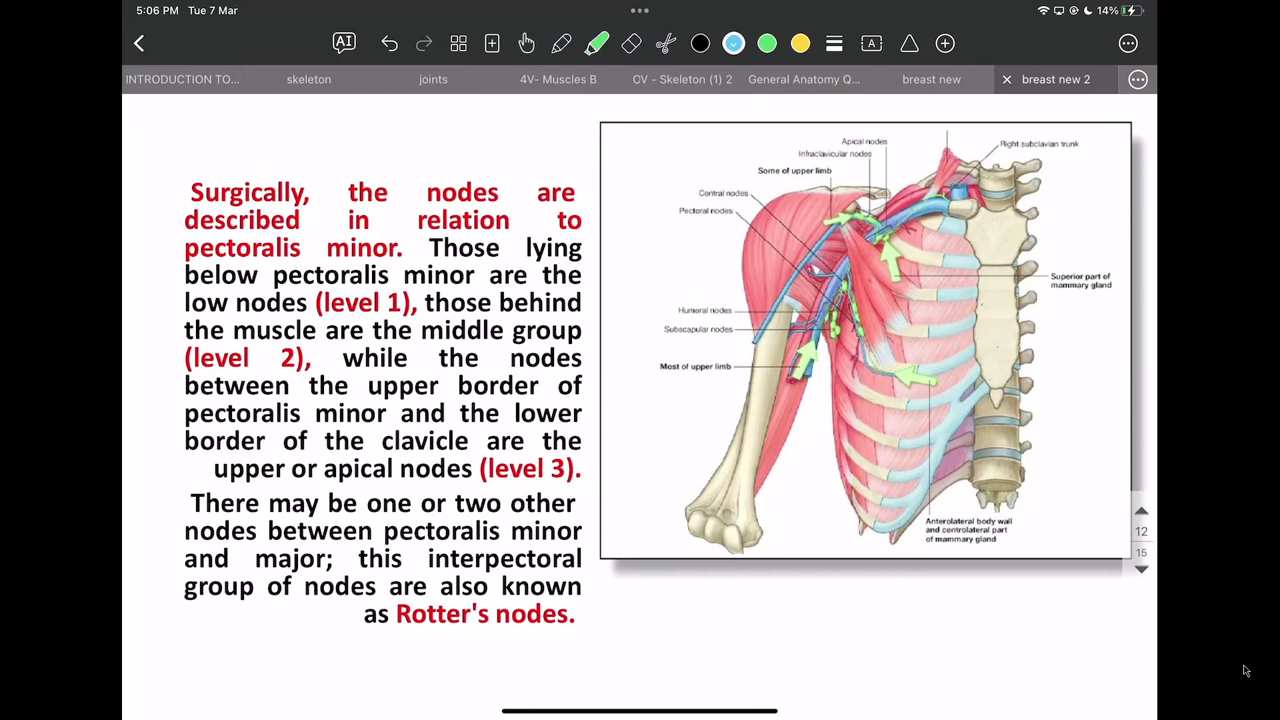 5:06 PM Tue 7 Mar
14%
AI
A
INTRODUCTION TO...
skeleton
joints
4V- Muscles B
CV - Skeleton (1) 2
General Anatomy Q...
breast new
breast new 2
Surgically, the nodes are
described in relation to
pectoralis minor. Those lying
below pectoralis minor are the
low nodes (level 1), those behind
the muscle are the middle group
(level 2), while the nodes
between the upper border of
pectoralis minor and the lower
border of the clavicle are the
upper or apical nodes (level 3).
There may be one or two other
nodes between pectoralis minor
and major; this interpectoral
group of nodes are also known
as Rotter's nodes.
Apical nodes
Infraclavicular nodes
Some of upper limb
Central nodes
Pectoral nodes
Right subclavian trunk
Superior part of
mammary gland
Humeral nodes
Subscapular nodes
Most of upper limb
Anterolateral body wall
and centrolateral part
of mammary gland
12
15